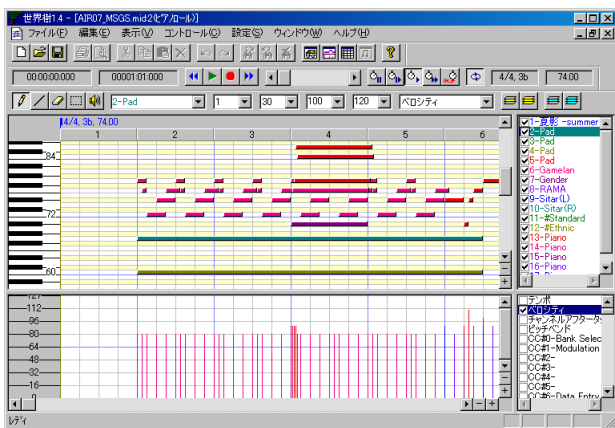 世界樹1.4 - [AIR07_MSGS.mid2(ピアノロール)]
ファイル(F) 編集(E) 表示(V) コントロール(C) 設定(S) ウィンドウ(W) ヘルプ(H)
00:00:00:000 00001:01:000 4/4, 3b 74.00
2-Pad 1 30 100 120 ベロシティ
4/4, 3b, 74.00
1 2 3 4 5 6
84
72
60
1-夏影 -summer
2-Pad
3-Pad
4-Pad
5-Pad
6-Gamelan
7-Gender
8-RAMA
9-Sitar(L)
10-Sitar(R)
11-#Standard
12-#Ethnic
13-Piano
14-Piano
15-Piano
16-Piano
127
112
96
80
64
48
32
16
0
テンポ
ベロシティ
チャンネルアフタータ
ピッチベンド
CC#0-Bank Selec
CC#1-Modulation
CC#2-
CC#3-
CC#4-
CC#5-
CC#6-Data Entry
レディ